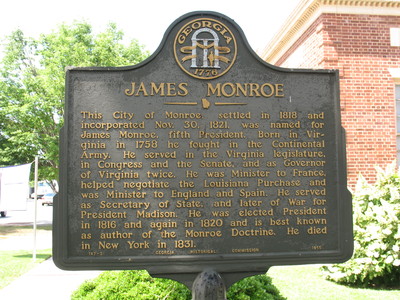 GEORGIA
1776
JAMES MONROE
This City of Monroe settled in 1818 and
incorporated Nov. 30, 1821, was named for
James Monroe, fifth President. Born in Vir-
ginia in 1758 he fought in the Continental
Army. He served in the Virginia legislature,
in Congress and the Senate, and as Governor
of Virginia twice. He was Minister to France,
helped negotiate the Louisiana Purchase and
was Minister to England and Spain. He served
as Secretary of State, and later of War for
President Madison. He was elected President
in 1816 and again in 1820 and is best known
as author of the Monroe Doctrine. He died
in New York in 1831.
GEORGIA HISTORICAL COMMISSION